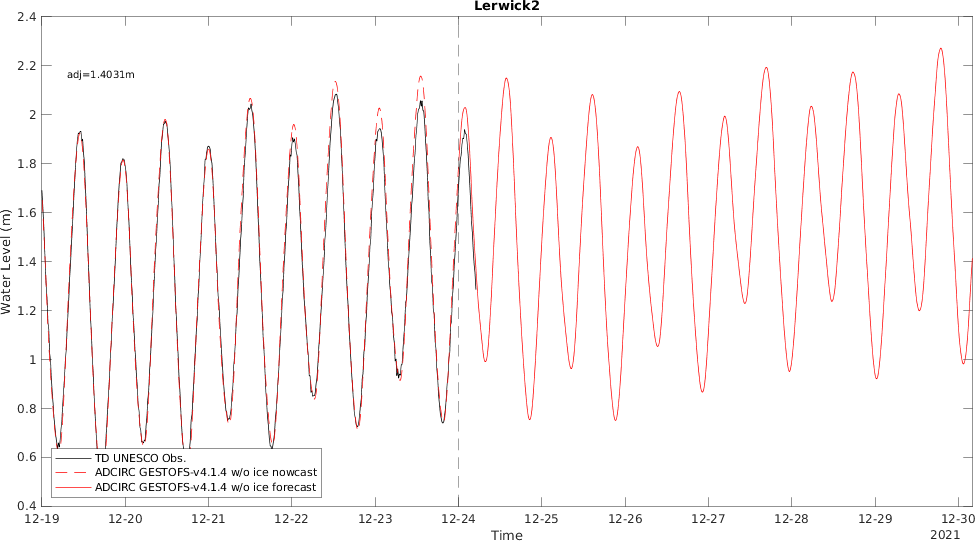 Lerwick2
2.4
2.2
2
1.8
1.6
1.4
1.2
1
0.8
0.6
0.4
Water Level (m)
adj=1.4031m
TD UNESCO Obs.
ADCIRC GESTOFS-v4.1.4 w/o ice nowcast
ADCIRC GESTOFS-v4.1.4 w/o ice forecast
12-19 12-20 12-21 12-22 12-23 12-24 12-25 12-26 12-27 12-28 12-29 12-30
Time
2021